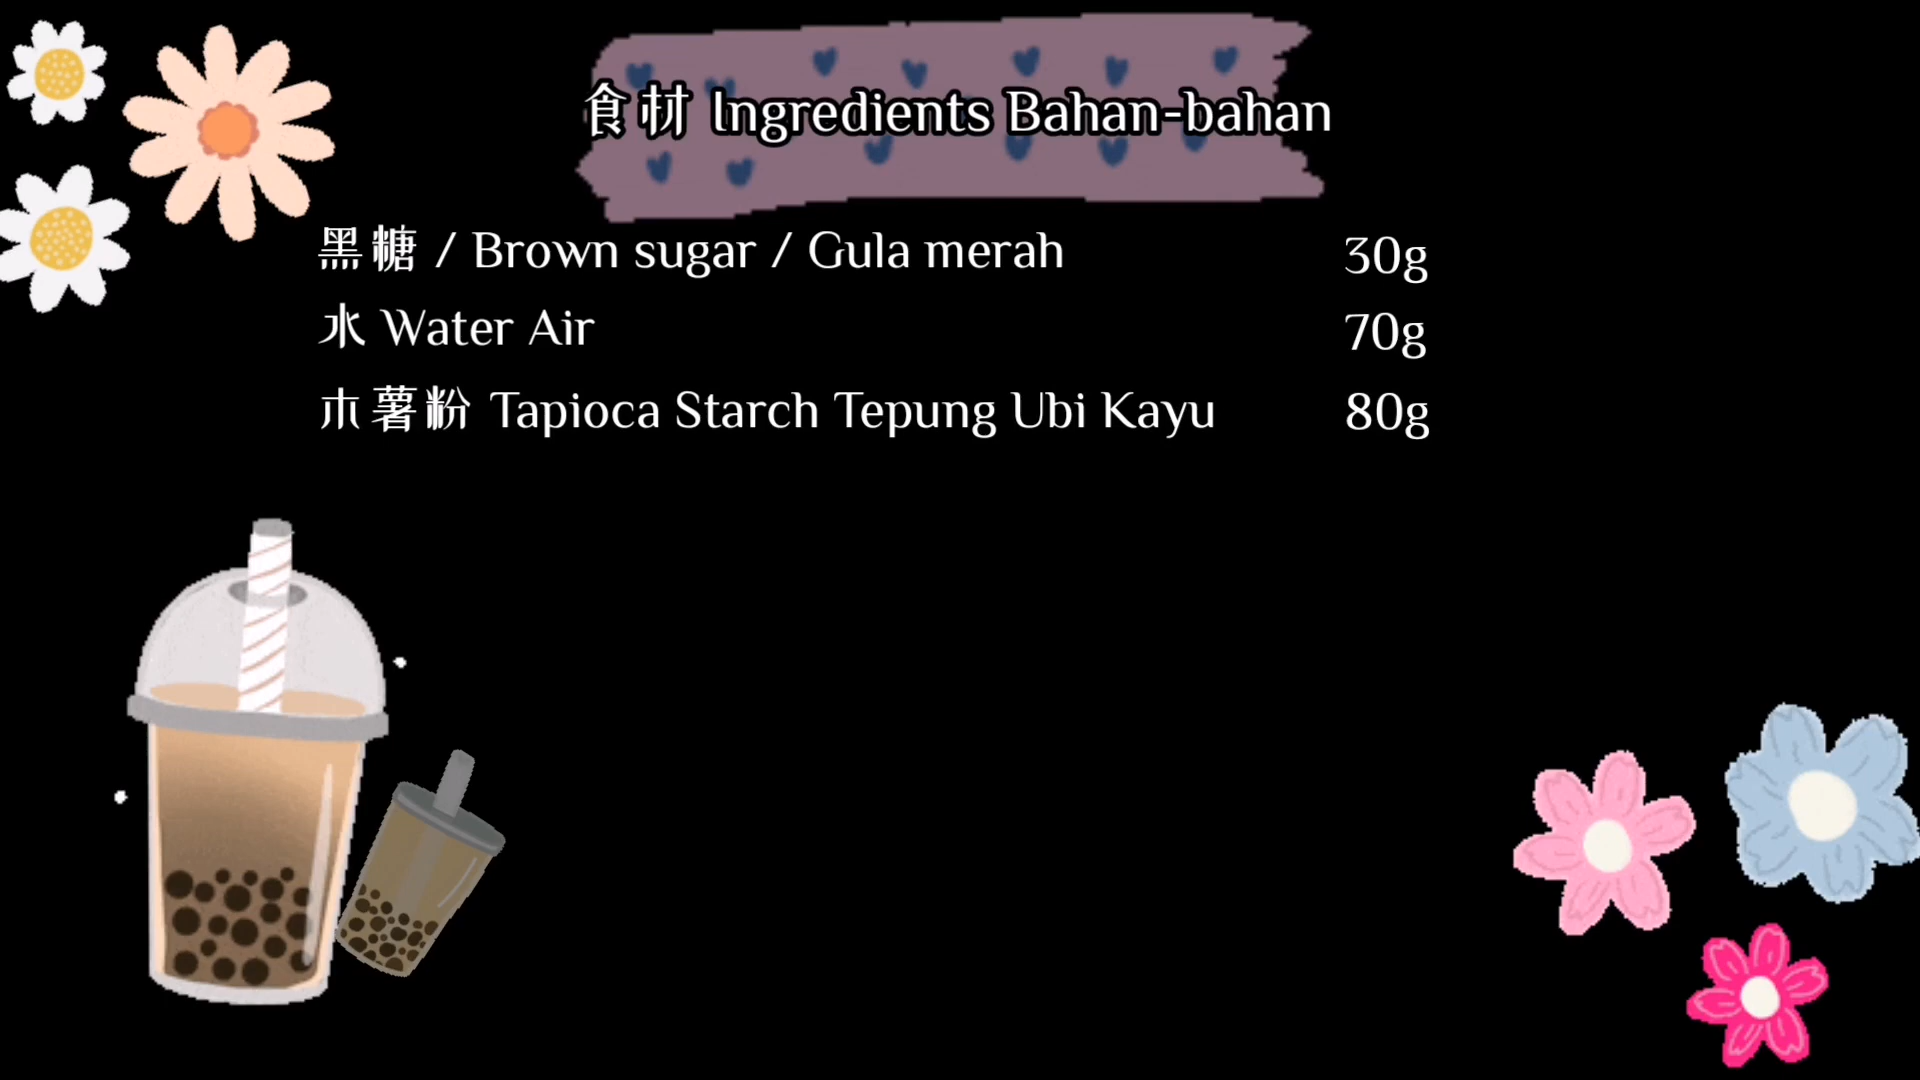 食材 Ingredients Bahan-bahan
黑糖 / Brown sugar / Gula merah 30g
水 Water Air 70g
木薯粉 Tapioca Starch Tepung Ubi Kayu 80g